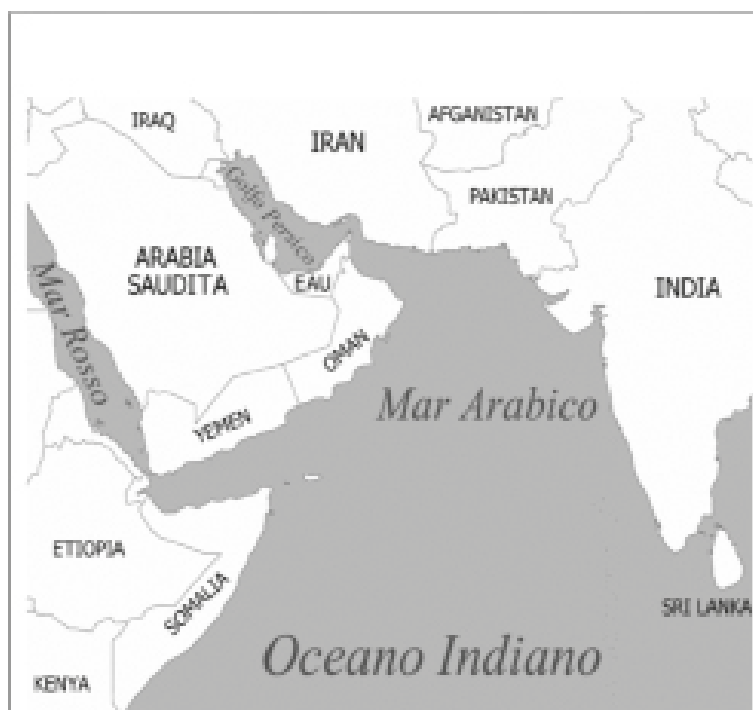 IRAQ
IRAN
AFGANISTAN
PAKISTAN
Golfo Persico
ARABIA
SAUDITA
EAU
INDIA
Mar Rosso
OMAN
Mar Arabico
YEMEN
ETIOPIA
SOMALIA
SRI LANKA
Oceano Indiano
KENYA